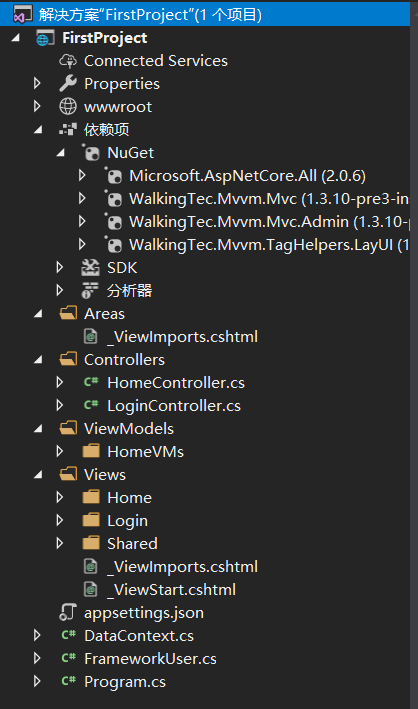 解决方案"FirstProject"(1 个项目)
FirstProject
Connected Services
Properties
wwwroot
依赖项
NuGet
Microsoft.AspNetCore.All (2.0.6)
WalkingTec.Mvvm.Mvc (1.3.10-pre3-in
WalkingTec.Mvvm.Mvc.Admin (1.3.10-p
WalkingTec.Mvvm.TagHelpers.LayUI (1
SDK
分析器
Areas
_ViewImports.cshtml
Controllers
C# HomeController.cs
C# LoginController.cs
ViewModels
HomeVMs
Views
Home
Login
Shared
_ViewImports.cshtml
_ViewStart.cshtml
appsettings.json
C# DataContext.cs
C# FrameworkUser.cs
C# Program.cs